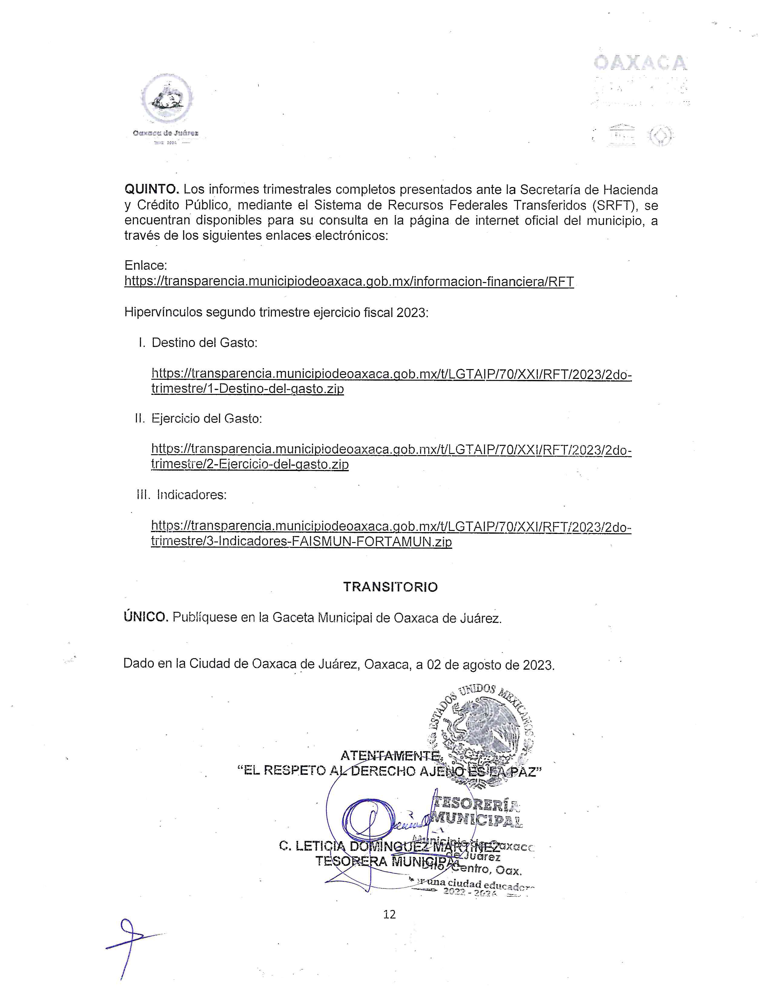 OAXACA
Oaxaca de Juárez
QUINTO. Los informes trimestrales completos presentados ante la Secretaría de Hacienda
y Crédito Público, mediante el Sistema de Recursos Federales Transferidos (SRFT), se
encuentran disponibles para su consulta en la página de internet oficial del municipio, a
través de los siguientes enlaces electrónicos:
Enlace:
https://transparencia.municipiodeoaxaca.gob.mx/informacion-financiera/RFT
Hipervínculos segundo trimestre ejercicio fiscal 2023:
I. Destino del Gasto:
https://transparencia.municipiodeoaxaca.gob.mx/t/LGTAIP/70/XXI/RFT/2023/2do-
trimestre/1-Destino-del-gasto.zip
II. Ejercicio del Gasto:
https://transparencia.municipiodeoaxaca.gob.mx/t/LGTAIP/70/XXI/RFT/2023/2do-
trimestre/2-Ejercicio-del-gasto.zip
III. Indicadores:
https://transparencia.municipiodeoaxaca.gob.mx/t/LGTAIP/70/XXI/RFT/2023/2do-
trimestre/3-Indicadores-FAISMUN-FORTAMUN.zip
TRANSITORIO
ÚNICO. Publíquese en la Gaceta Municipal de Oaxaca de Juárez.
Dado en la Ciudad de Oaxaca de Juárez, Oaxaca, a 02 de agosto de 2023.
ESTADOS UNIDOS MEXICANOS
ATENTAMENTE
"EL RESPETO AL DERECHO AJENO ES LA PAZ"
TESORERÍA
MUNICIPAL
C. LETICIA DOMÍNGUEZ MARTÍNEZ
TESORERA MUNICIPAL
Municipio de Oaxaca
de Juárez
Dtto. Centro, Oax.
una ciudad educadora
2022 - 2024
12